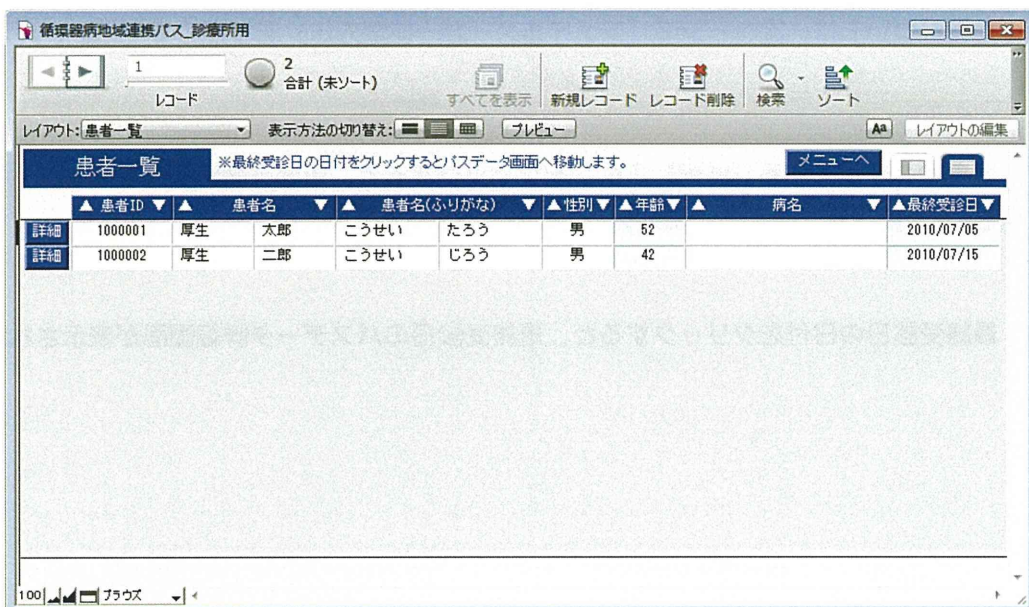 循環器病地域連携パス_診療所用
1
レコード
2
合計 (未ソート)
すべてを表示
新規レコード
レコード削除
検索
ソート
レイアウト: 患者一覧
表示方法の切り替え:
プレビュー
Aa
レイアウトの編集
患者一覧
※最終受診日の日付をクリックするとパスデータ画面へ移動します。
メニューへ
▲ 患者ID ▼ ▲ 患者名 ▼ ▲ 患者名(ふりがな) ▼ ▲性別▼ ▲年齢▼ ▲ 病名 ▼ ▲最終受診日▼
詳細 1000001 厚生 太郎 こうせい たろう 男 52 2010/07/05
詳細 1000002 厚生 二郎 こうせい じろう 男 42 2010/07/15
100 ブラウズ